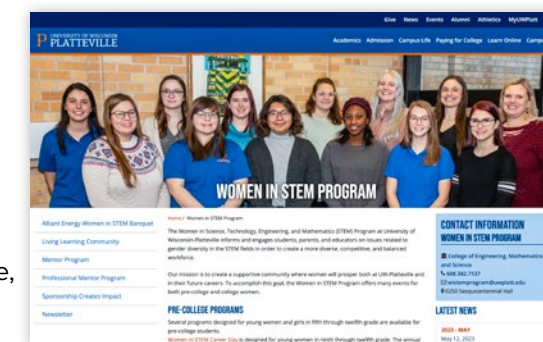 Give News Events Alumni Athletics MyUWPlatt
UNIVERSITY OF WISCONSIN
PLATTEVILLE
Academics Admission Campus Life Paying for College Learn Online
WOMEN IN STEM PROGRAM
e,
Alliant Energy Women in STEM Banquet
Living Learning Community
Mentor Program
Professional Mentor Program
Sponsorship Creates Impact
Newsletter
Home / Women in STEM Program
The Women in Science, Technology, Engineering, and Mathematics (STEM) Program at University of
Wisconsin-Platteville informs and engages students, parents, and educators on issues related to
gender diversity in the STEM fields in order to create a more diverse, competitive, and balanced
workforce.
Our mission is to create a supportive community where women will prosper both at UW-Platteville and
in their future careers. To accomplish this goal, the Women in STEM Program offers many events for
both pre-college and college women.
PRE-COLLEGE PROGRAMS
Several programs designed for young women and girls in fifth through twelfth grade are available for
pre-college students.
Women in STEM Career Day is designed for young women in ninth through twelfth grade. The annual
CONTACT INFORMATION
WOMEN IN STEM PROGRAM
College of Engineering, Mathematics
and Science
608.342.7137
wistemprogram@uwplatt.edu
0250 Sesquicentennial Hall
LATEST NEWS
2023 - MAY
May 12, 2023